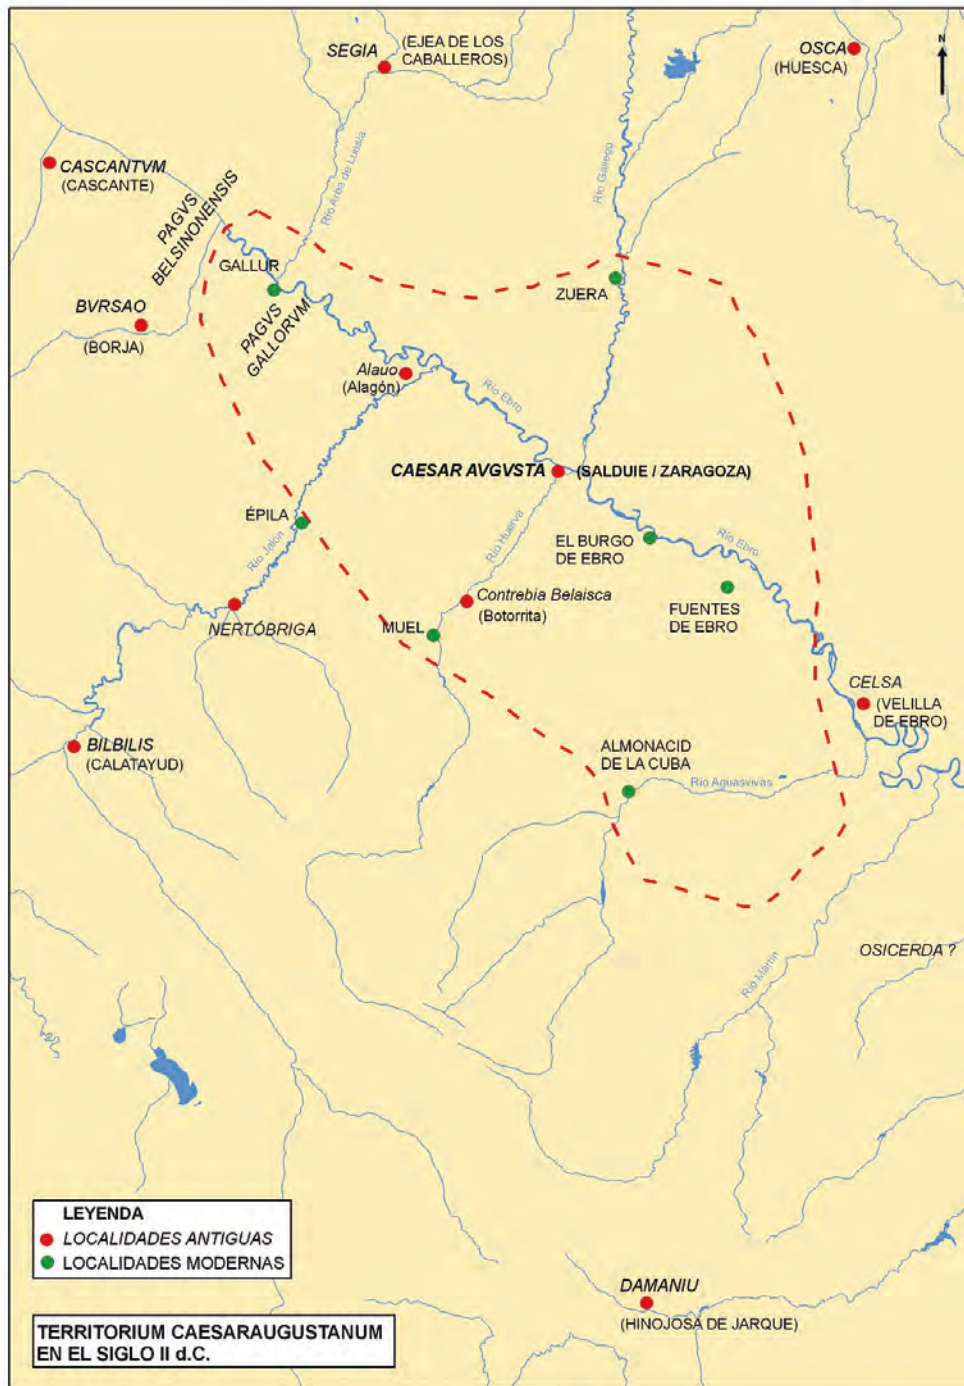 SEGIA
(EJEA DE LOS
CABALLEROS)
OSCA
(HUESCA)
N
CASCANTVM
(CASCANTE)
PAGVS
BELSINONENSIS
Río Arba de Luesia
Río Gallego
GALLUR
ZUERA
BVRSAO
(BORJA)
PAGVS
GALLORVM
Alauo
(Alagón)
Río Ebro
CAESAR AVGVSTA
(SALDUIE / ZARAGOZA)
ÉPILA
Río Jalón
Río Huerva
EL BURGO
DE EBRO
Río Ebro
NERTÓBRIGA
Contrebia Belaisca
(Botorrita)
FUENTES
DE EBRO
MUEL
CELSA
(VELILLA
DE EBRO)
BILBILIS
(CALATAYUD)
ALMONACID
DE LA CUBA
Río Aguasvivas
OSICERDA ?
Río Martín
LEYENDA
LOCALIDADES ANTIGUAS
LOCALIDADES MODERNAS
DAMANIU
(HINOJOSA DE JARQUE)
TERRITORIUM CAESARAUGUSTANUM
EN EL SIGLO II d.C.